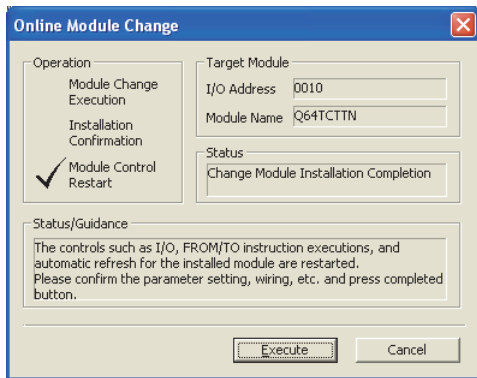 Online Module Change
Operation
Module Change
Execution
Installation
Confirmation
Module Control
Restart
Target Module
I/O Address 0010
Module Name Q64TCTTN
Status
Change Module Installation Completion
Status/Guidance
The controls such as I/O, FROM/TO instruction executions, and
automatic refresh for the installed module are restarted.
Please confirm the parameter setting, wiring, etc. and press completed
button.
Execute Cancel